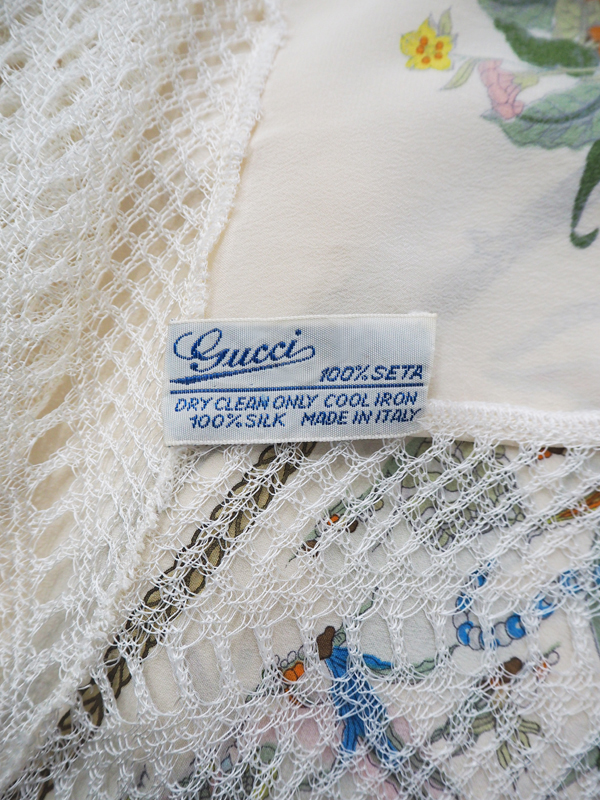 Gucci
100% SETA
DRY CLEAN ONLY COOL IRON
100% SILK MADE IN ITALY